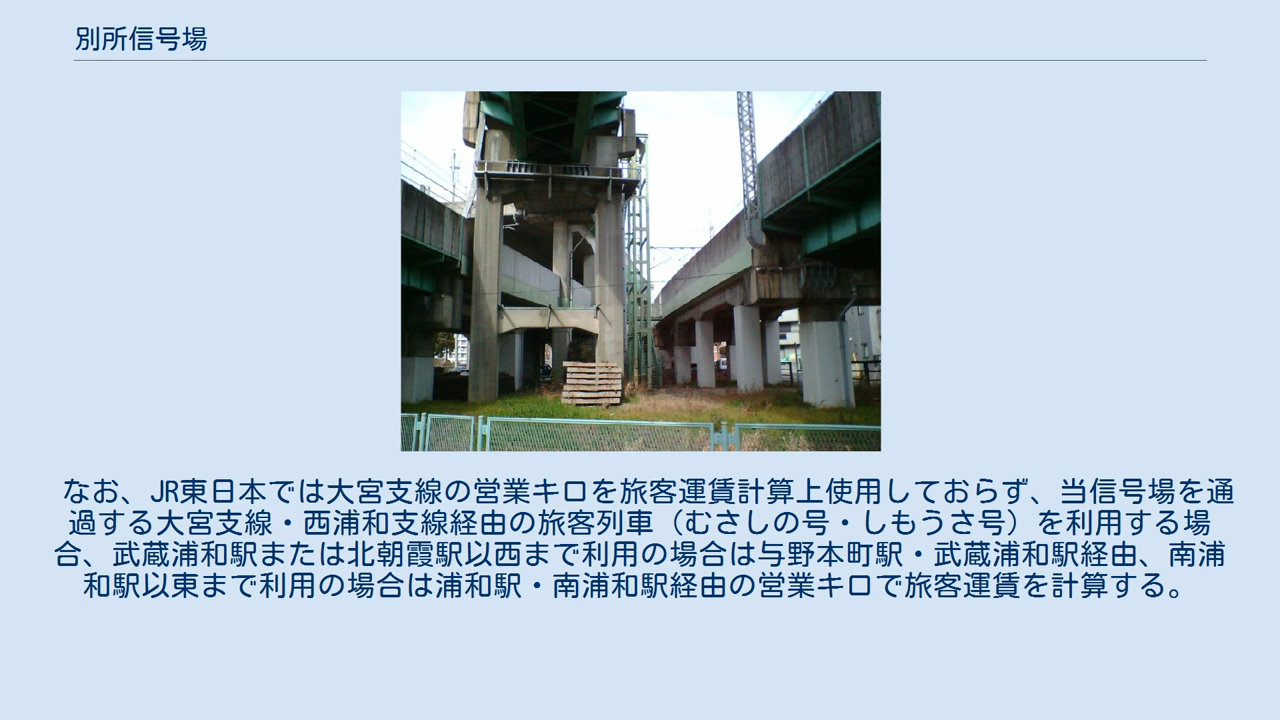 別所信号場
なお、JR東日本では大宮支線の営業キロを旅客運賃計算上使用しておらず、当信号場を通
過する大宮支線・西浦和支線経由の旅客列車（むさしの号・しもうさ号）を利用する場
合、武蔵浦和駅または北朝霞駅以西まで利用の場合は与野本町駅・武蔵浦和駅経由、南浦
和駅以東まで利用の場合は浦和駅・南浦和駅経由の営業キロで旅客運賃を計算する。